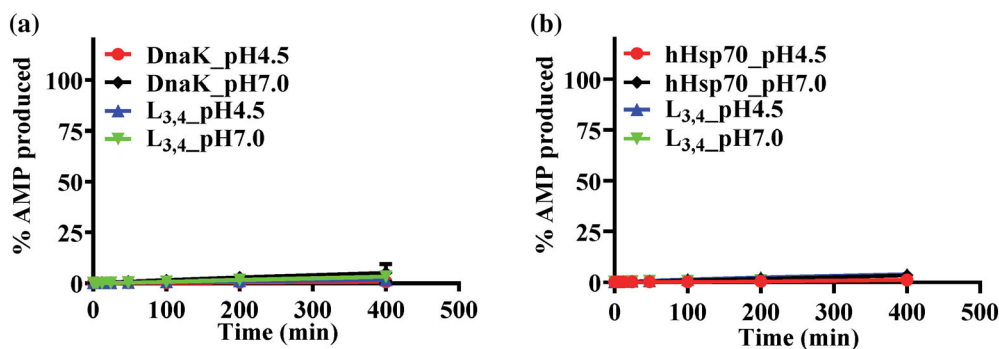 (a)
DnaK_pH4.5
DnaK_pH7.0
L3,4_pH4.5
L3,4_pH7.0
% AMP produced
100
75
50
25
0
0 100 200 300 400 500
Time (min)
(b)
hHsp70_pH4.5
hHsp70_pH7.0
L3,4_pH4.5
L3,4_pH7.0
% AMP produced
100
75
50
25
0
0 100 200 300 400 500
Time (min)